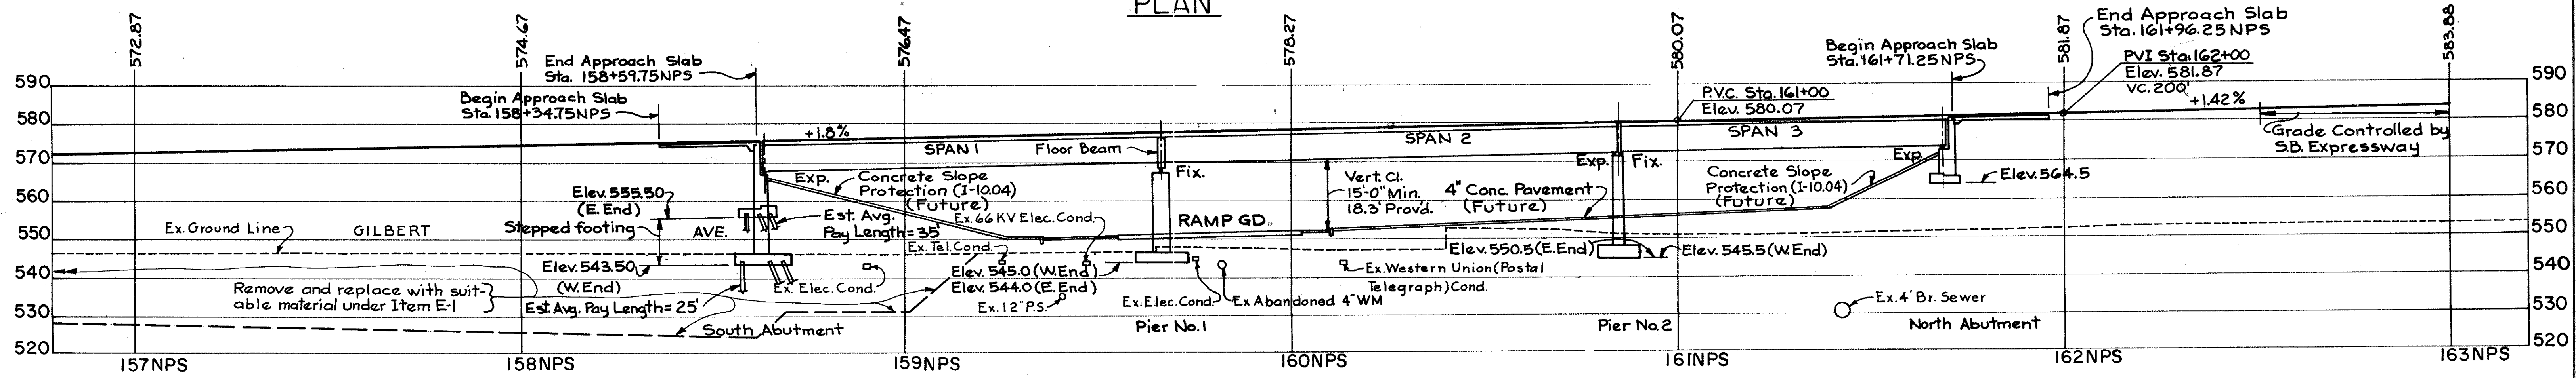 PLAN
572.87
574.67
576.47
578.27
580.07
581.87
583.88
End Approach Slab
Sta. 158+59.75NPS
Begin Approach Slab
Sta. 158+34.75NPS
Begin Approach Slab
Sta. 161+71.25NPS
End Approach Slab
Sta. 161+96.25NPS
PVI Sta. 162+00
Elev. 581.87
VC. 200'
+1.42%
P.V.C. Sta. 161+00
Elev. 580.07
+1.8%
590
580
570
560
550
540
530
520
590
580
570
560
550
540
530
520
SPAN 1
Floor Beam
SPAN 2
SPAN 3
Grade Controlled by
S.B. Expressway
Exp.
Fix.
Exp.
Fix.
Exp.
Concrete Slope
Protection (I-10.04)
(Future)
Vert. Cl.
15'-0" Min.
18.3' Prov'd.
4" Conc. Pavement
(Future)
Concrete Slope
Protection (I-10.04)
(Future)
Elev. 564.5
Elev. 555.50
(E. End)
Stepped footing
Est. Avg.
Pay Length=35'
Ex. 66 KV Elec. Cond.
RAMP GD
Ex. Ground Line
GILBERT
AVE.
Ex. Tel. Cond.
Elev. 550.5 (E. End)
Elev. 545.5 (W. End)
Elev. 543.50
(W. End)
Ex. Elec. Cond.
Elev. 545.0 (W. End)
Elev. 544.0 (E. End)
Ex. Western Union (Postal
Telegraph) Cond.
Remove and replace with suit-
able material under Item E-1
Est. Avg. Pay Length=25'
Ex. 12" P.S.
Ex. Elec. Cond.
Ex Abandoned 4" WM
Ex. 4' Br. Sewer
South Abutment
Pier No. 1
Pier No. 2
North Abutment
157NPS
158NPS
159NPS
160NPS
161NPS
162NPS
163NPS